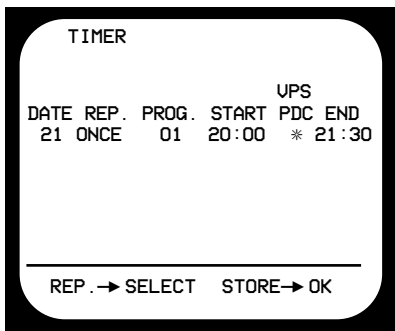 TIMER
VPS
DATE REP. PROG. START PDC END
21 ONCE 01 20:00 * 21:30
REP.→SELECT STORE→OK